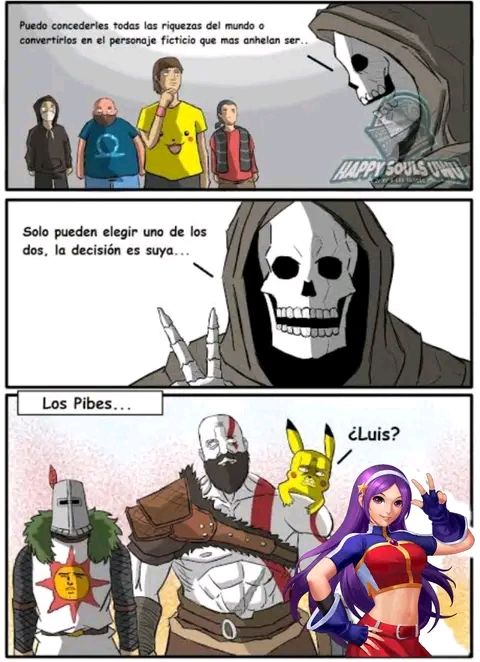 Puedo concederles todas las riquezas del mundo o
convertirlos en el personaje ficticio que mas anhelan ser..
HAPPY SOULS UWU
Solo pueden elegir uno de los
dos, la decisión es suya...
Los Pibes...
¿Luis?